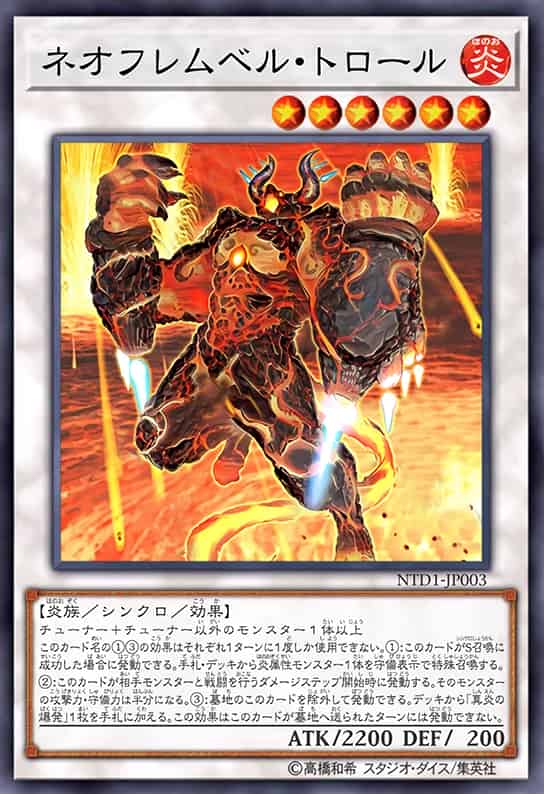 ネオフレムベル・トロール
ほのお
炎
NTD1-JP003
【炎族／シンクロ／効果】
チューナー＋チューナー以外のモンスター１体以上
このカード名の①③の効果はそれぞれ１ターンに１度しか使用できない。①：このカードがS召喚に
成功した場合に発動できる。手札・デッキから炎属性モンスター１体を守備表示で特殊召喚する。
②：このカードが相手モンスターと戦闘を行うダメージステップ開始時に発動する。そのモンスター
の攻撃力・守備力は半分になる。③：墓地のこのカードを除外して発動できる。デッキから「真炎の
爆発」１枚を手札に加える。この効果はこのカードが墓地へ送られたターンには発動できない。
ATK/2200 DEF/ 200
©高橋和希 スタジオ・ダイス/集英社